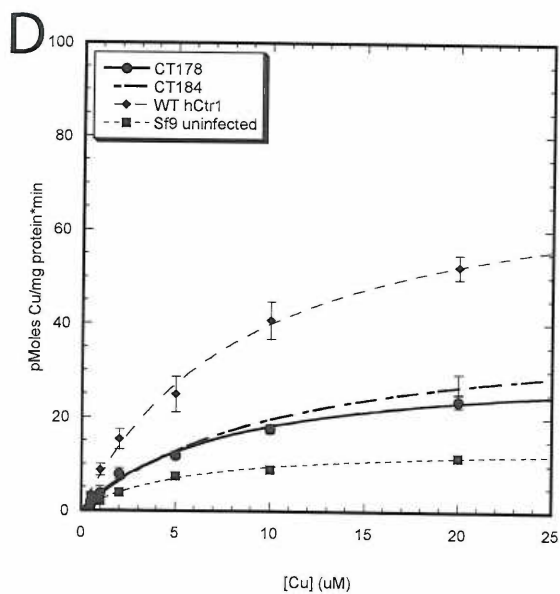 D
100
80
60
40
20
0
CT178
CT184
WT hCtr1
Sf9 uninfected
pMoles Cu/mg protein*min
0 5 10 15 20 25
[Cu] (uM)